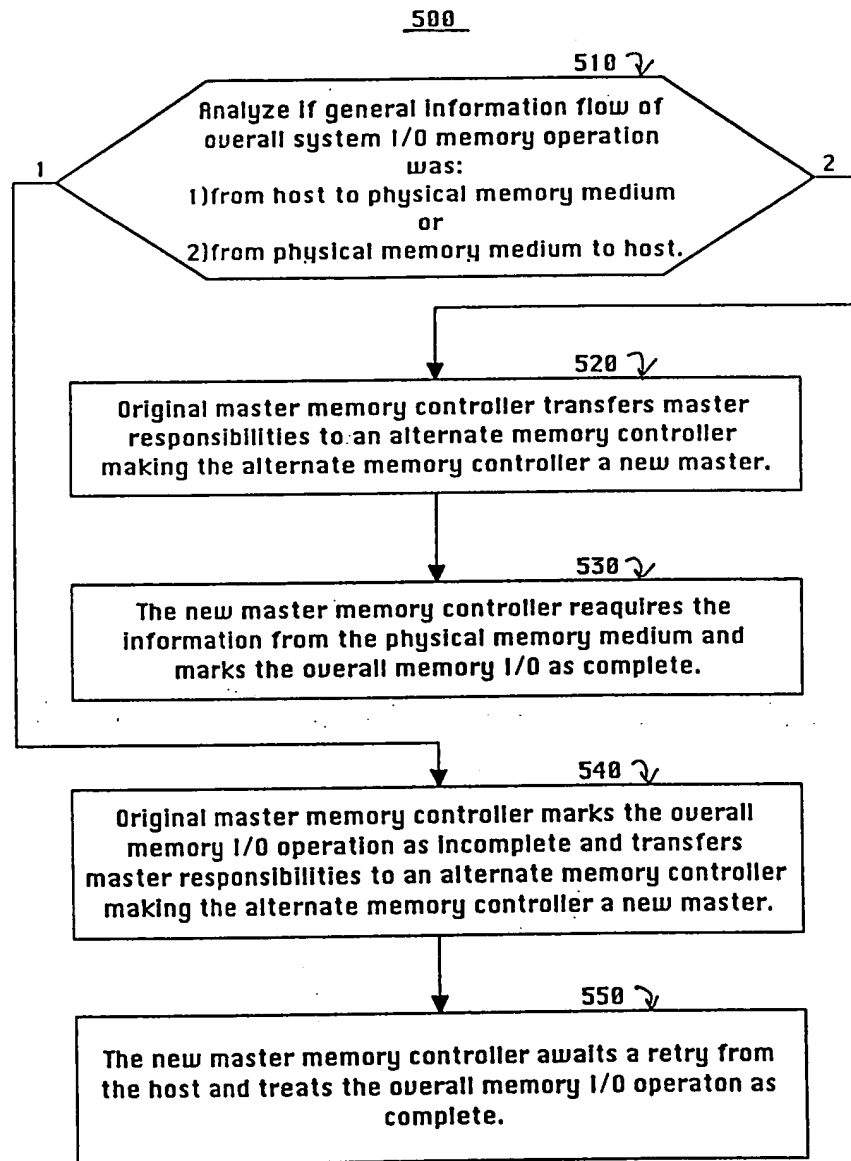 500
510
Analyze if general information flow of
overall system I/O memory operation
was:
1)from host to physical memory medium
or
2)from physical memory medium to host.
1
2
520
Original master memory controller transfers master
responsibilities to an alternate memory controller
making the alternate memory controller a new master.
530
The new master memory controller reaquires the
information from the physical memory medium and
marks the overall memory I/O as complete.
540
Original master memory controller marks the overall
memory I/O operation as incomplete and transfers
master responsibilities to an alternate memory controller
making the alternate memory controller a new master.
550
The new master memory controller awaits a retry from
the host and treats the overall memory I/O operaton as
complete.